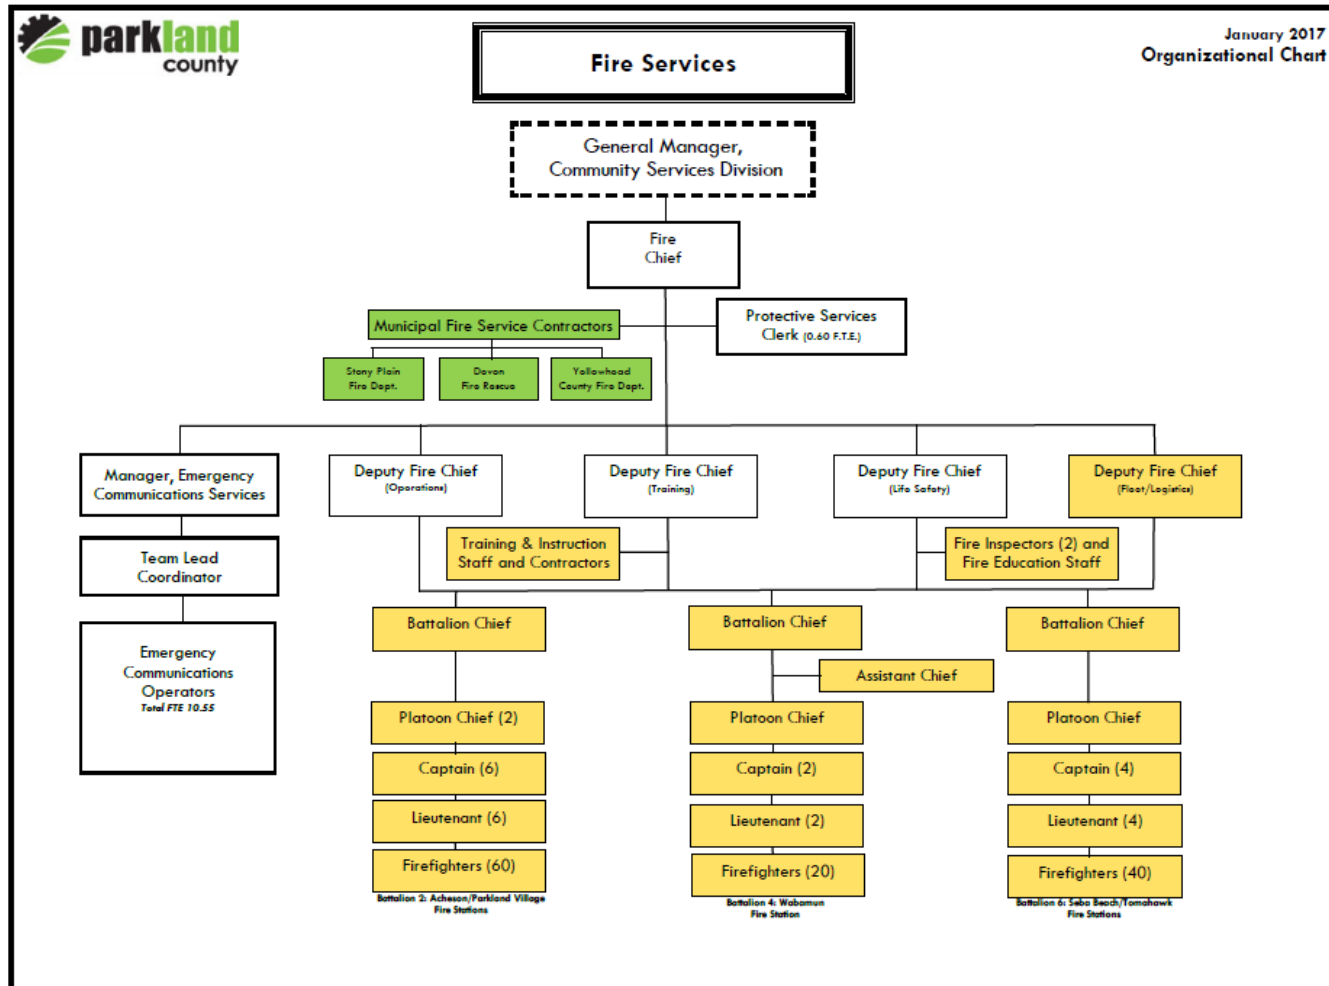 parkland
county
Fire Services
January 2017
Organizational Chart
General Manager,
Community Services Division
Fire
Chief
Municipal Fire Service Contractors
Protective Services
Clerk (0.60 F.T.E.)
Stony Plain
Fire Dept.
Devon
Fire Rescue
Yellowhead
County Fire Dept.
Manager, Emergency
Communications Services
Deputy Fire Chief
(Operations)
Deputy Fire Chief
(Training)
Deputy Fire Chief
(Life Safety)
Deputy Fire Chief
(Fleet/Logistics)
Team Lead
Coordinator
Training & Instruction
Staff and Contractors
Fire Inspectors (2) and
Fire Education Staff
Emergency
Communications
Operators
Total FTE 10.55
Battalion Chief
Battalion Chief
Battalion Chief
Assistant Chief
Platoon Chief (2)
Platoon Chief
Platoon Chief
Captain (6)
Captain (2)
Captain (4)
Lieutenant (6)
Lieutenant (2)
Lieutenant (4)
Firefighters (60)
Firefighters (20)
Firefighters (40)
Battalion 2: Acheson/Parkland Village
Fire Stations
Battalion 4: Wabamun
Fire Station
Battalion 6: Seba Beach/Tomahawk
Fire Stations